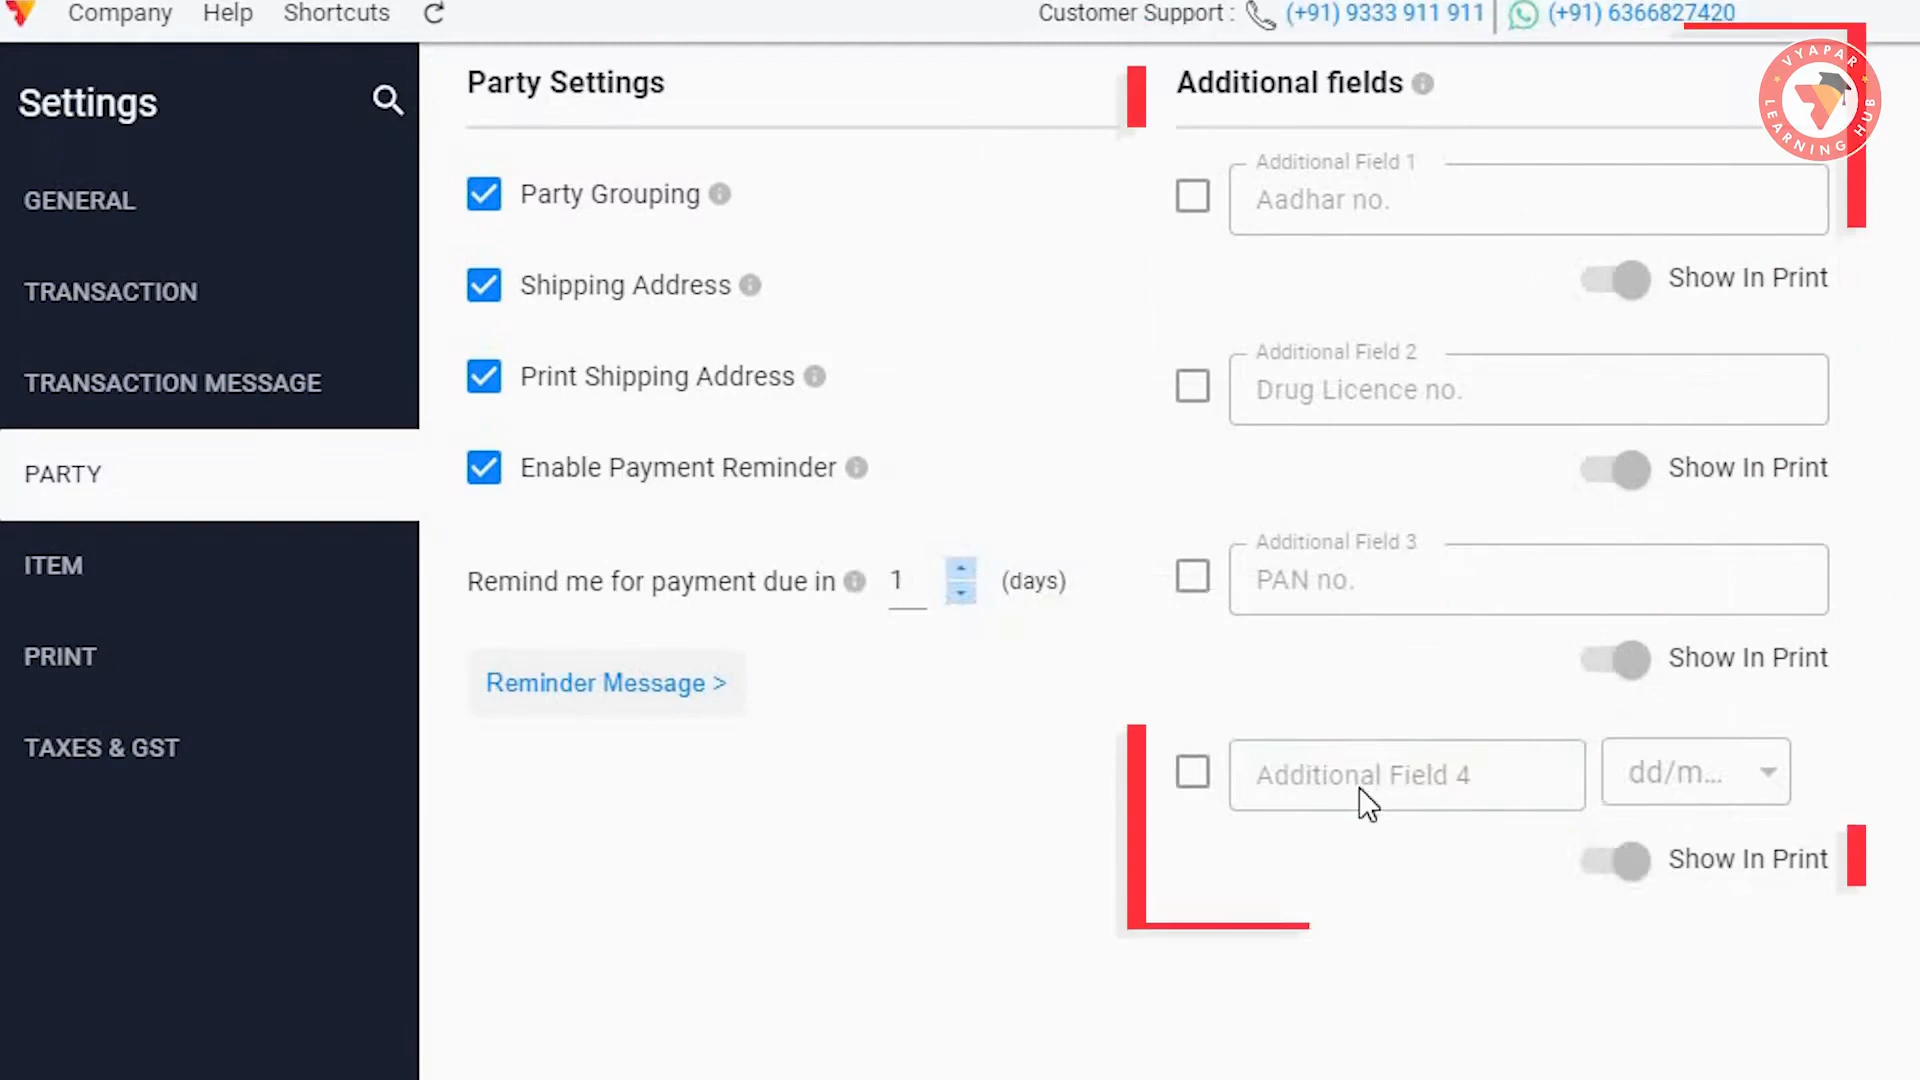 Company Help Shortcuts
Customer Support : (+91) 9333 911 911 (+91) 6366827420
VYAPAR LEARNING HUB
Settings
GENERAL
TRANSACTION
TRANSACTION MESSAGE
PARTY
ITEM
PRINT
TAXES & GST
Party Settings
Party Grouping
Shipping Address
Print Shipping Address
Enable Payment Reminder
Remind me for payment due in 1 (days)
Reminder Message >
Additional fields
Additional Field 1
Aadhar no.
Show In Print
Additional Field 2
Drug Licence no.
Show In Print
Additional Field 3
PAN no.
Show In Print
Additional Field 4 dd/m...
Show In Print